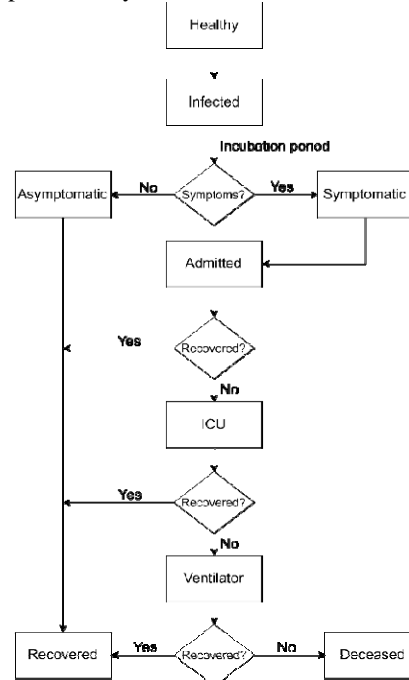 Healthy
Infected
Incubation period
Asymptomatic
No
Symptoms?
Yes
Symptomatic
Admitted
Yes
Recovered?
No
ICU
Yes
Recovered?
No
Ventilator
Recovered
Yes
Recovered?
No
Deceased